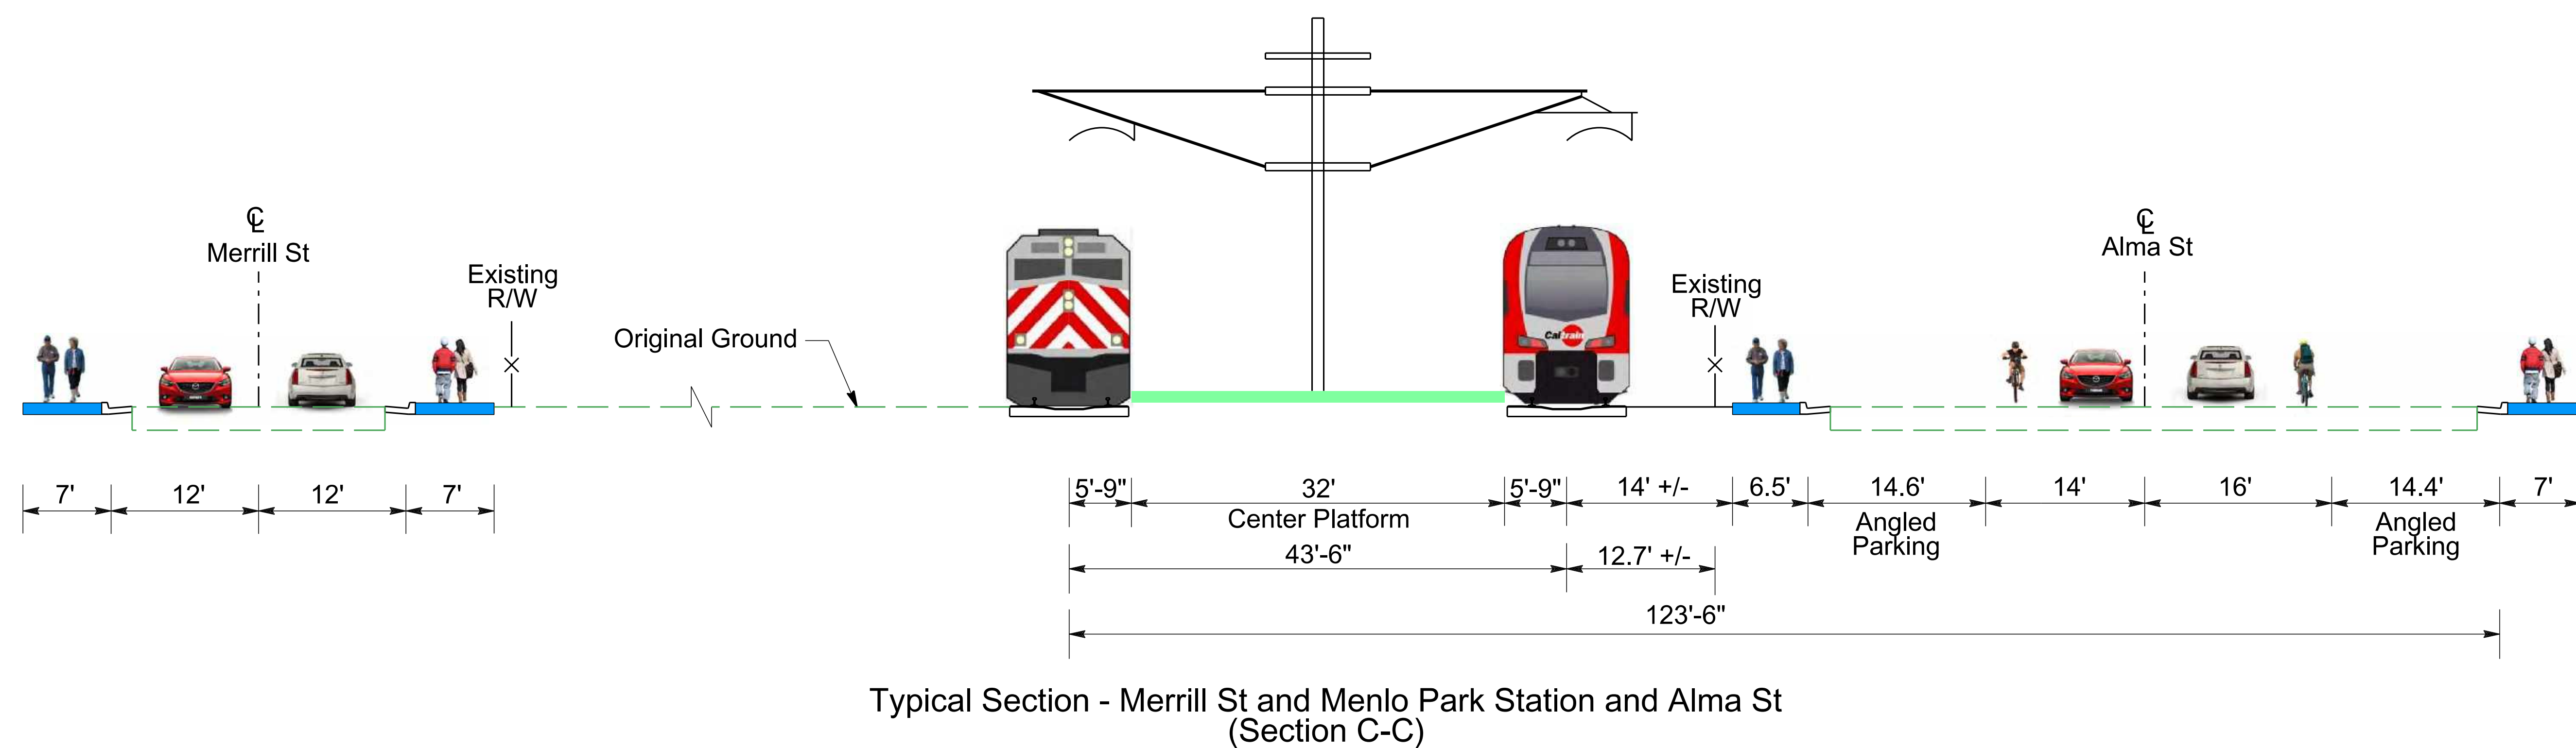 ℄
Merrill St
Existing
R/W
Original Ground
Caltrain
Existing
R/W
℄
Alma St
7'
12'
12'
7'
5'-9"
32'
Center Platform
5'-9"
14' +/-
6.5'
14.6'
Angled
Parking
14'
16'
14.4'
Angled
Parking
7'
43'-6"
12.7' +/-
123'-6"
Typical Section - Merrill St and Menlo Park Station and Alma St
(Section C-C)